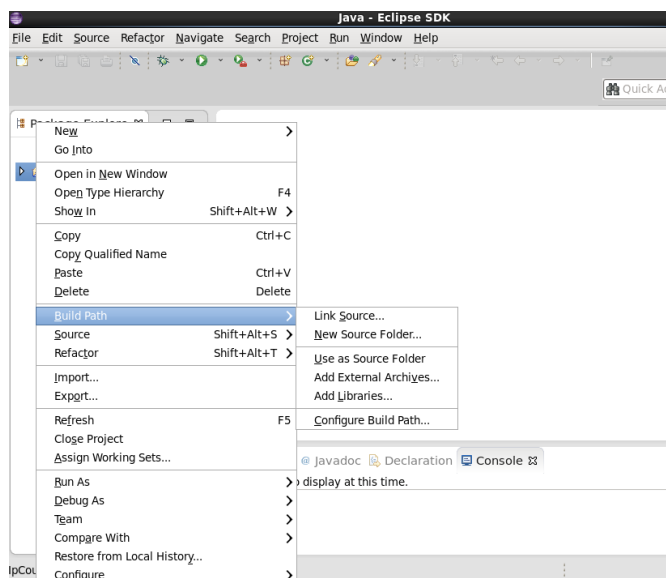 Java - Eclipse SDK
File Edit Source Refactor Navigate Search Project Run Window Help
Quick
New
Go Into
Open in New Window
Open Type Hierarchy F4
Show In Shift+Alt+W
Copy Ctrl+C
Copy Qualified Name
Paste Ctrl+V
Delete Delete
Build Path
Link Source...
Source Shift+Alt+S
New Source Folder...
Refactor Shift+Alt+T
Use as Source Folder
Import...
Add External Archives...
Export...
Add Libraries...
Refresh F5
Configure Build Path...
Close Project
Assign Working Sets...
@ Javadoc Declaration Console
Run As
display at this time.
Debug As
Team
Compare With
Restore from Local History...
Configure